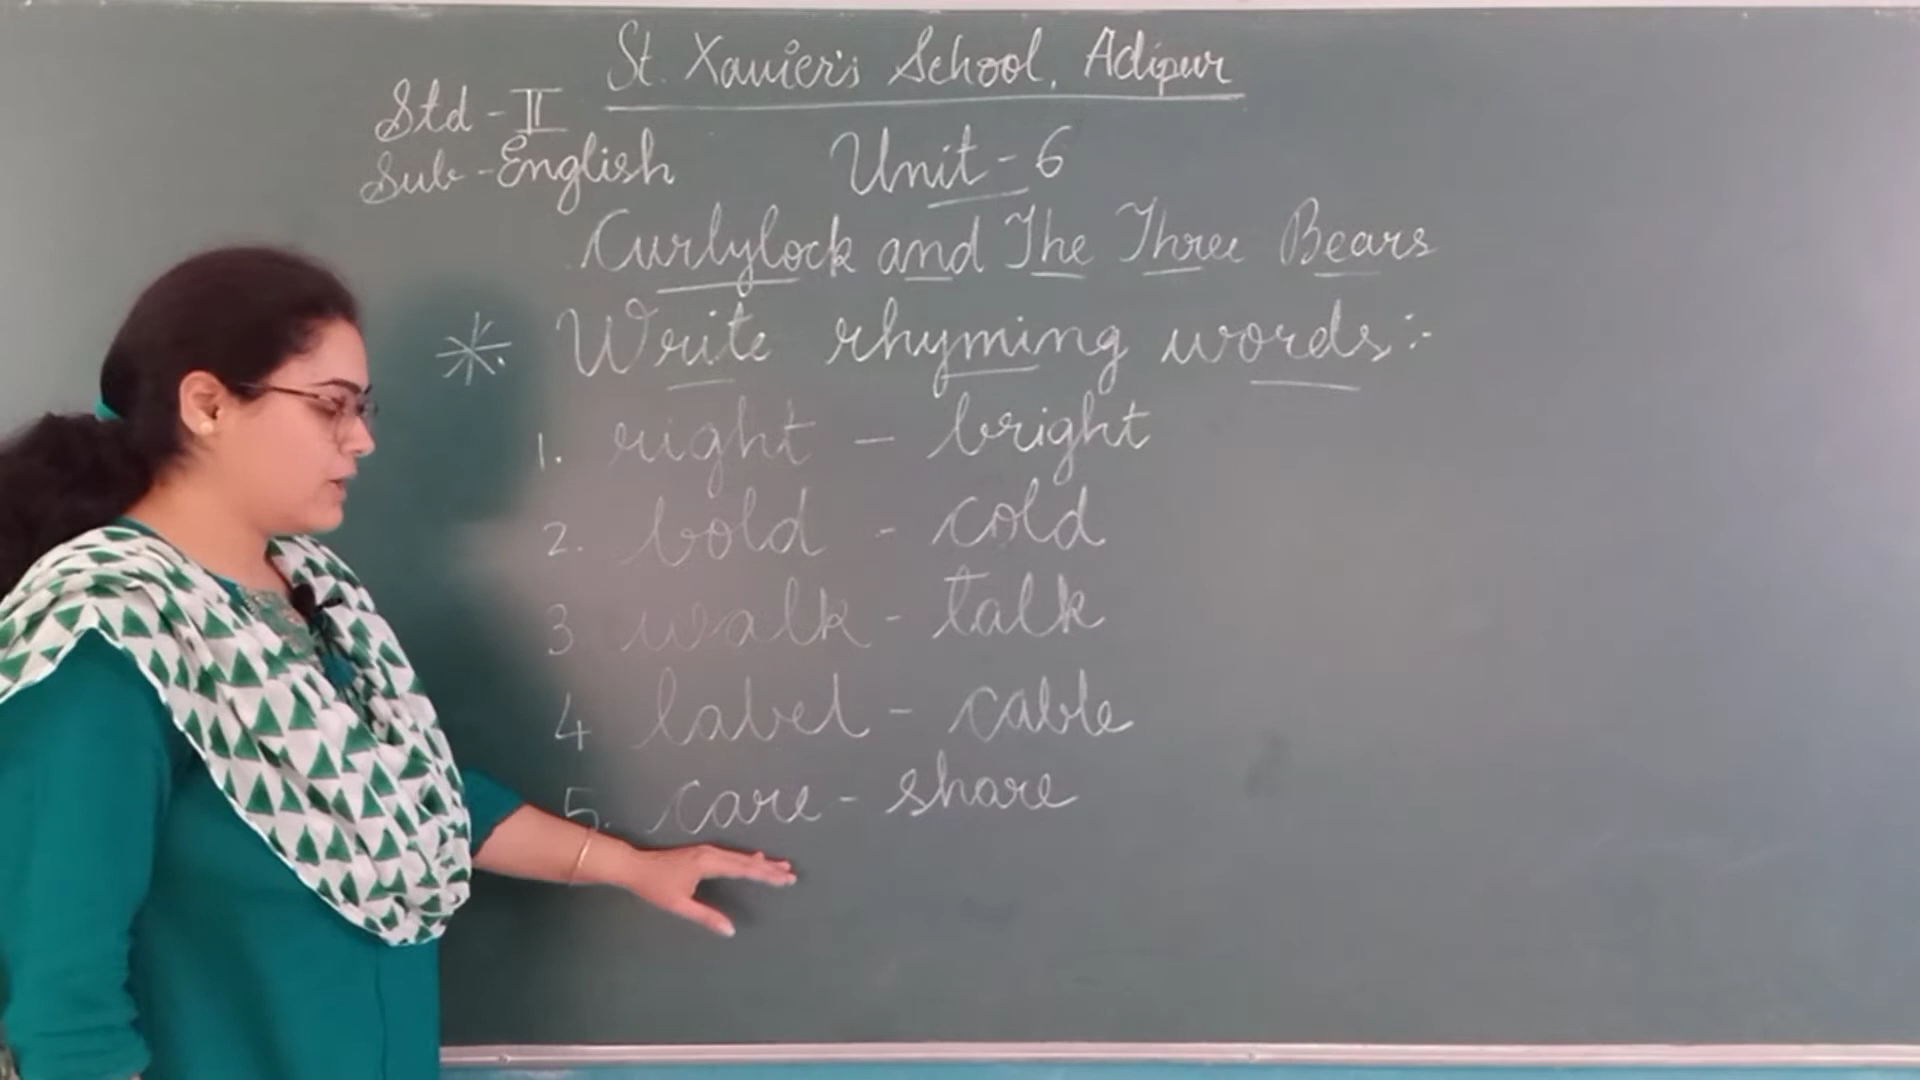 St. Xavier's School, Adipur
Std - II
Sub - English
Unit - 6
Curlylock and The Three Bears
*. Write rhyming words :-
1. right - bright
2. bold - cold
3 walk - talk
4 label - cable
5. care - share